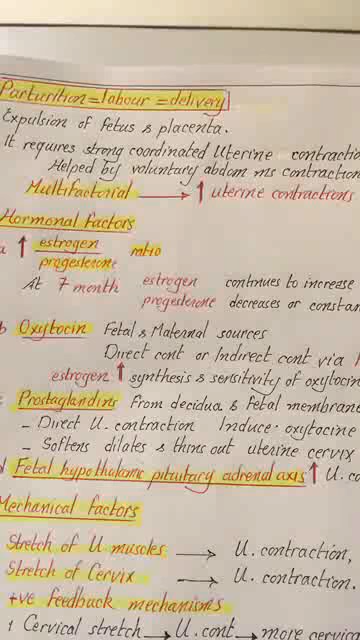 Parturition = labour = delivery
Expulsion of fetus & placenta.
It requires strong coordinated Uterine contractio
Helped by voluntary abdom ms contraction
Multifactorial → ↑ uterine contractions
Hormonal factors
a ↑ estrogen ratio
progesterone
At 7 month estrogen continues to increase
progesterone decreases or constan
b Oxytocin Fetal & Maternal sources
Direct cont or Indirect cont via
estrogen ↑ synthesis & sensitivity of oxytocin
Prostaglandins From decidua & fetal membrane
- Direct U. contraction Induce oxytocine
- Softens dilates & thins out uterine cervix
d Fetal hypothalamic pituitary adrenal axis ↑ U. co
Mechanical factors
Stretch of U muscles → U. contraction,
Stretch of Cervix → U. contraction.
+ve feedback mechanisms
1 Cervical stretch → U. cont → more cervic